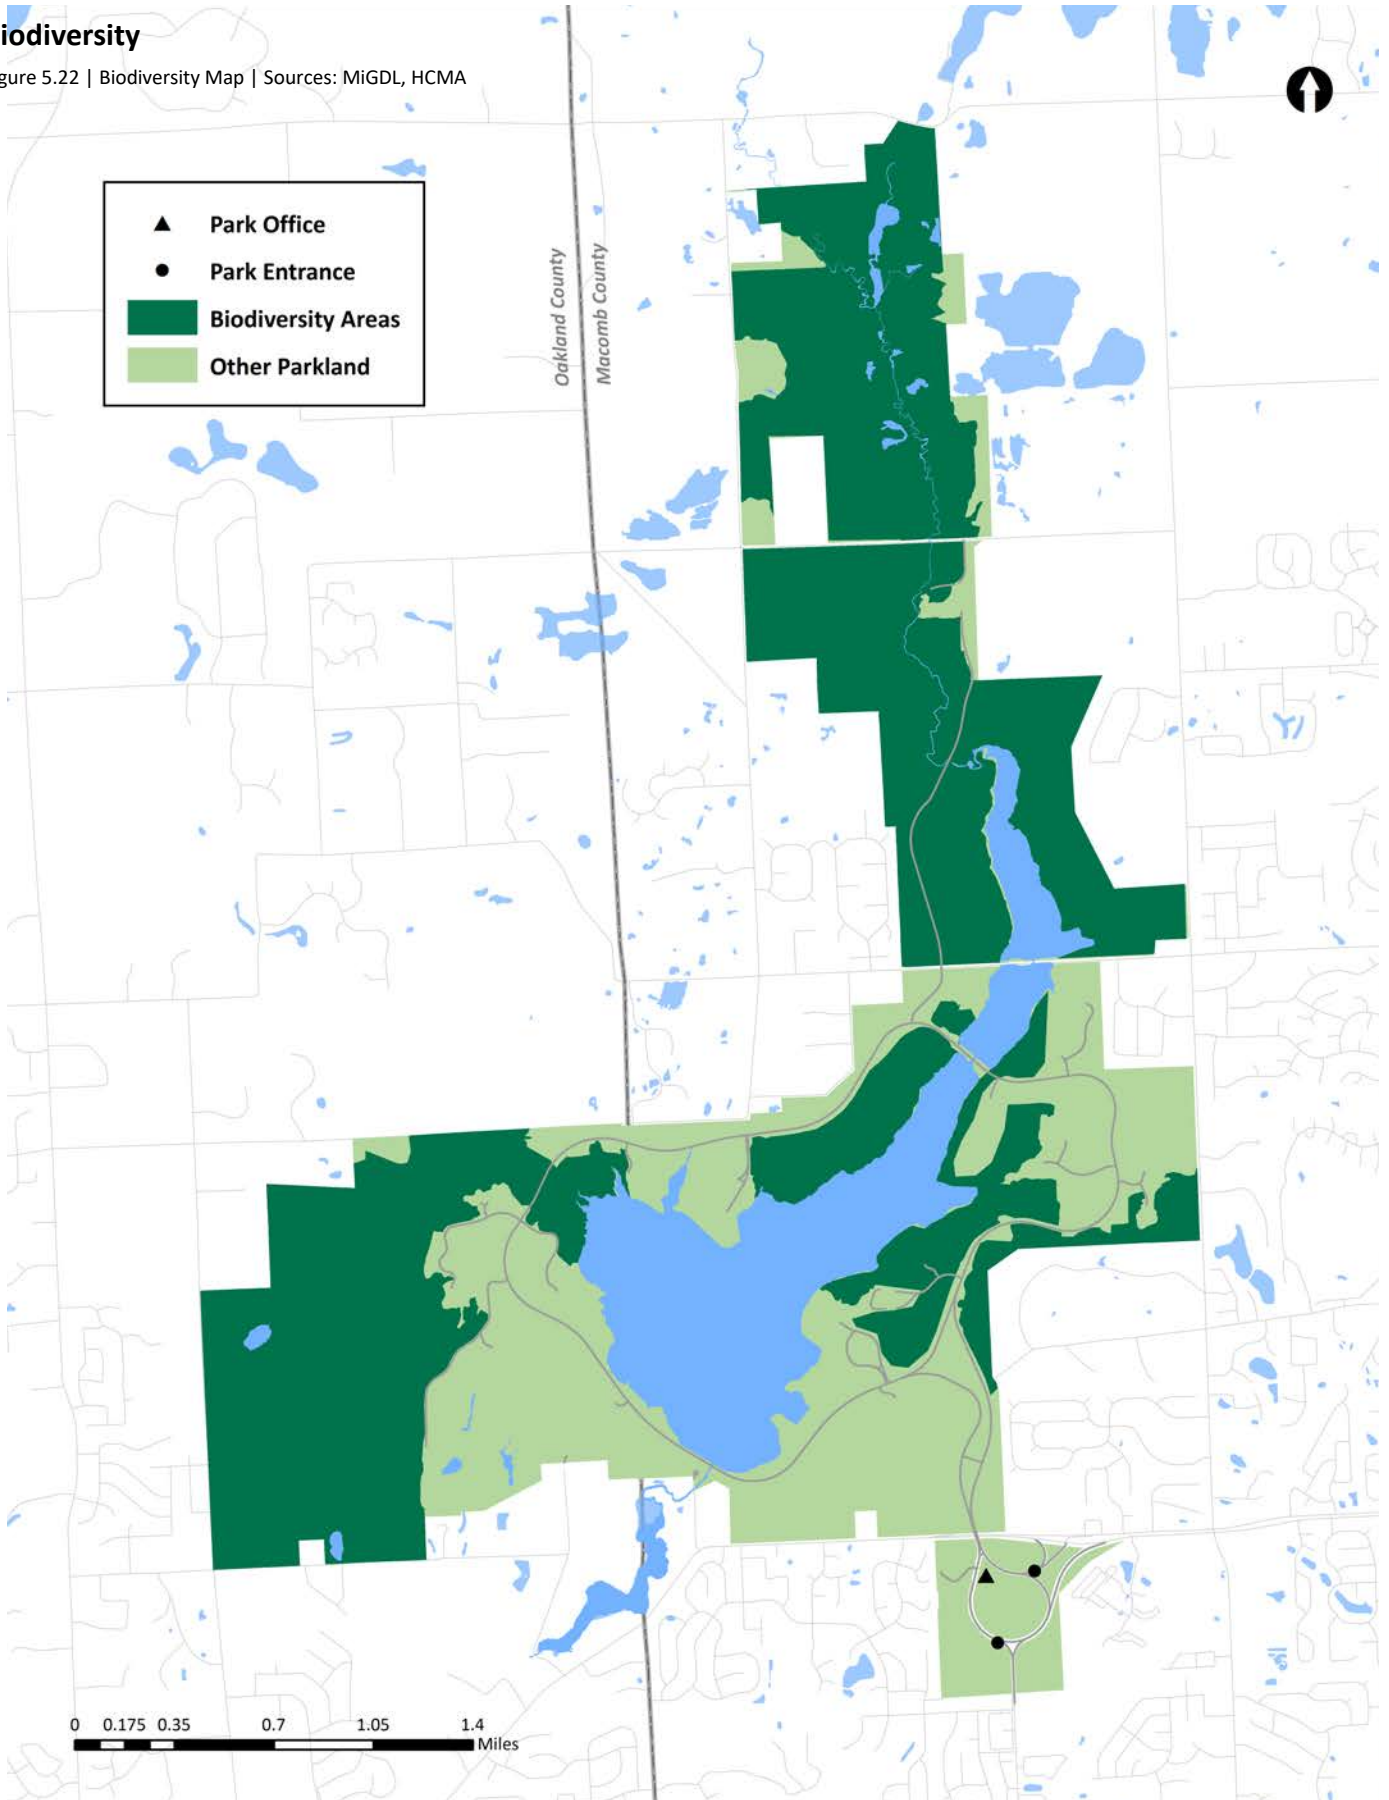 iodiversity
gure 5.22 | Biodiversity Map | Sources: MiGDL, HCMA
Park Office
Park Entrance
Biodiversity Areas
Other Parkland
Oakland County
Macomb County
0 0.175 0.35 0.7 1.05 1.4
Miles